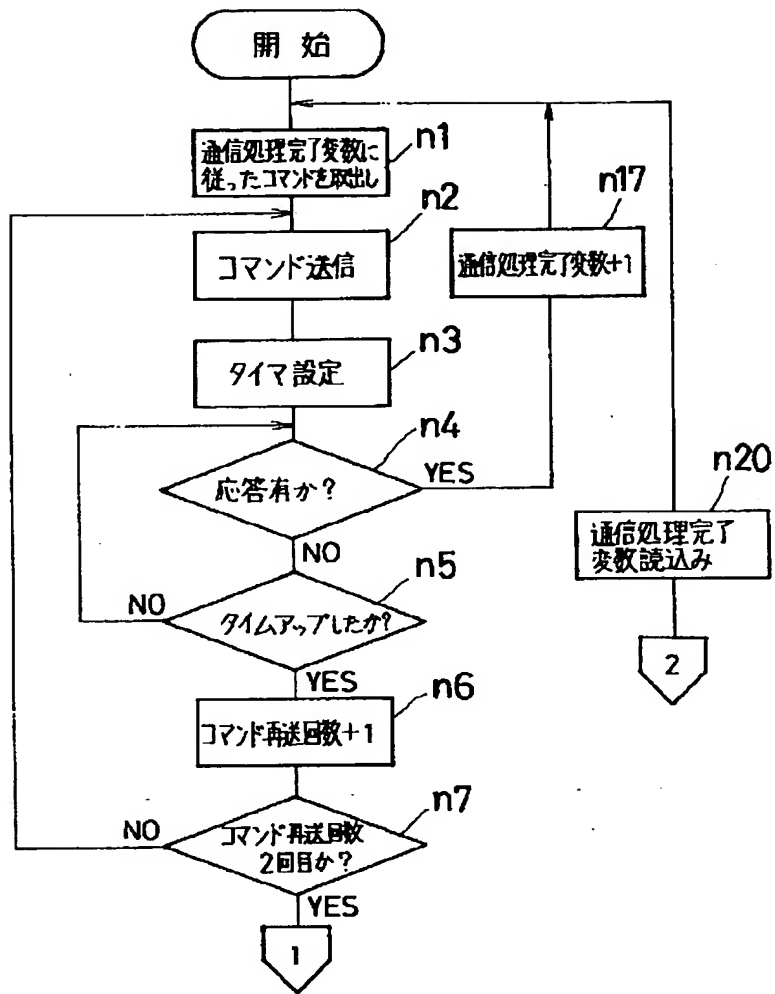 開始
通信処理完了変数に
従ったコマンドを取出し
n1
n2
コマンド送信
n17
通信処理完了変数+1
n3
タイマ設定
n4
応答有か?
YES
NO
n20
通信処理完了
変数読込み
2
n5
タイムアップしたか?
NO
YES
n6
コマンド再送回数+1
n7
コマンド再送回数
2回目か?
NO
YES
1